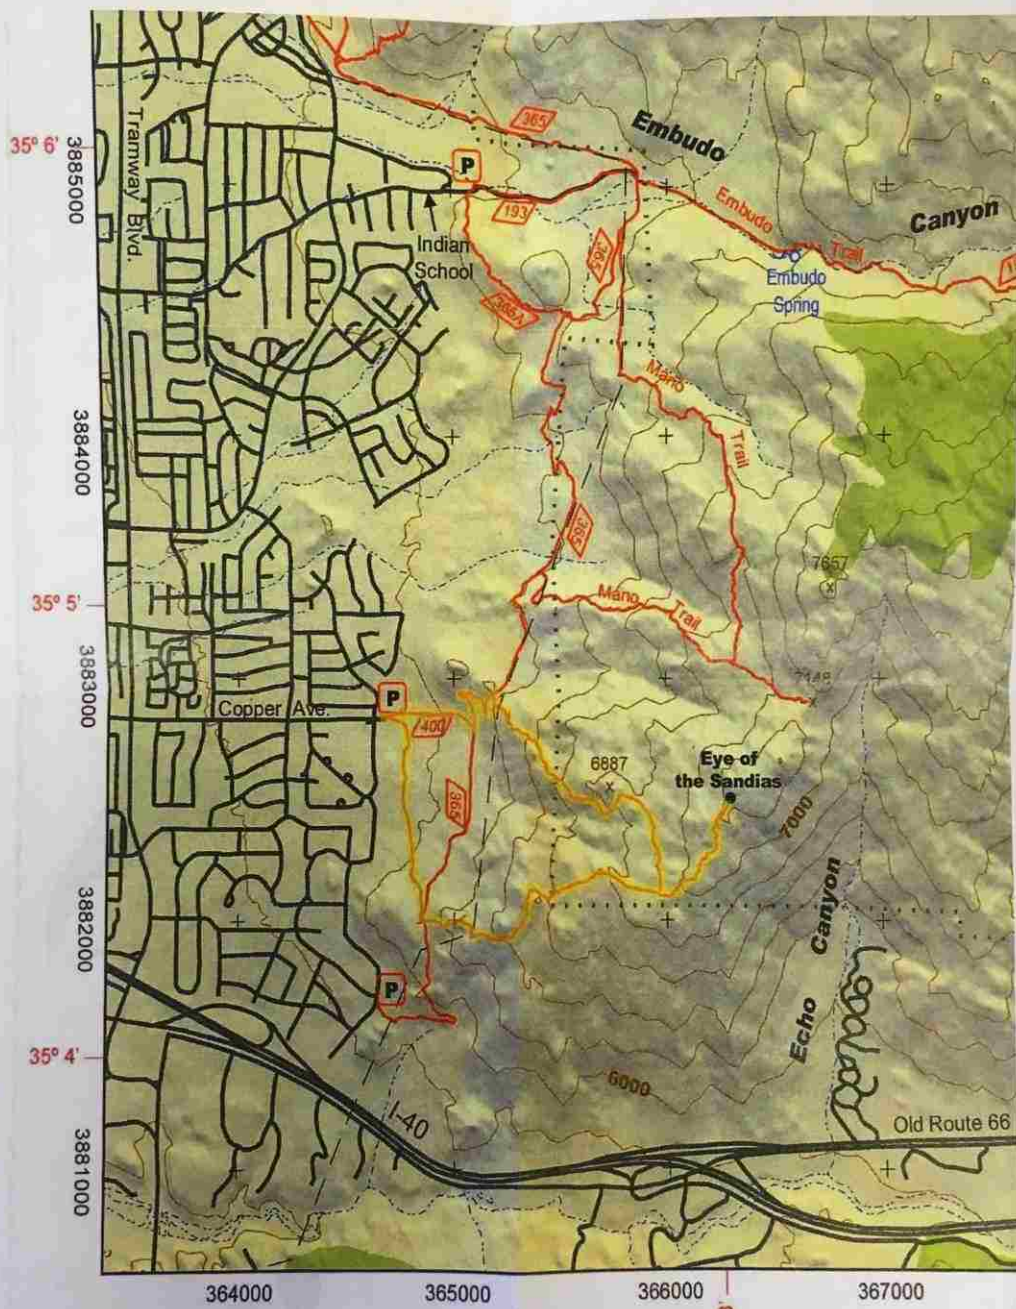 365
Embudo
35° 6'
3885000
Tramway Blvd.
P
193
Embudo
Trail
Canyon
Indian
School
365
Embudo
Spring
365A
Mano
Trail
3884000
365
7657
35° 5'
Mano Trail
3883000
7148
P
Copper Ave.
400
6887
Eye of
the Sandias
365
7000
Echo Canyon
3882000
P
35° 4'
6000
I-40
Old Route 66
3881000
364000
365000
366000
367000